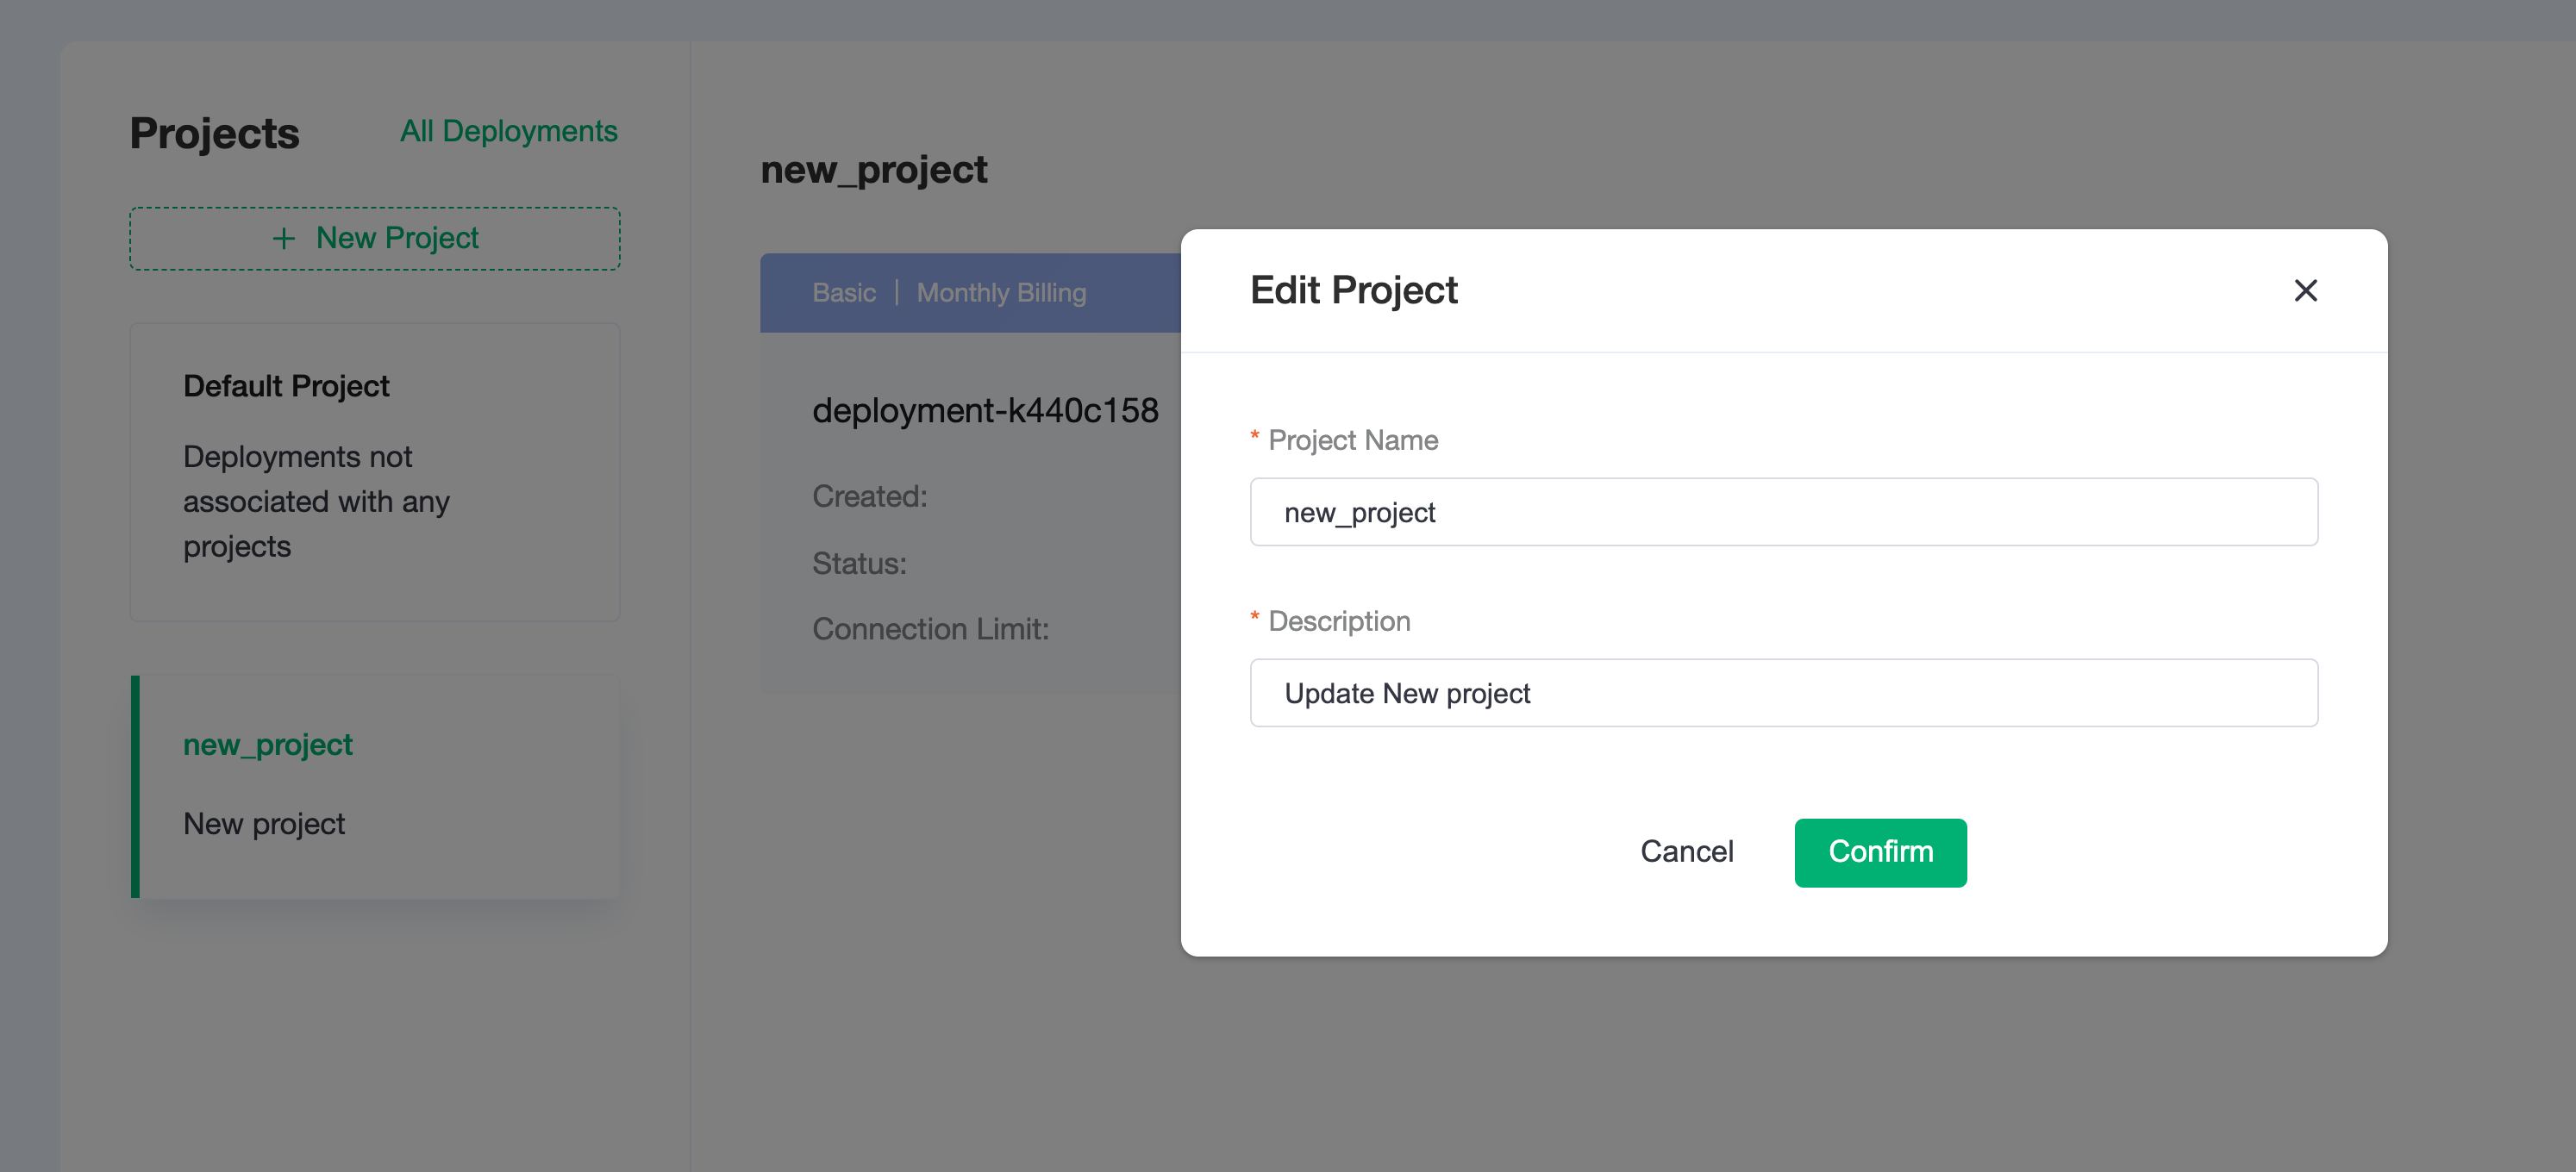 Projects
All Deployments
+ New Project
Default Project
Deployments not
associated with any
projects
new_project
New project
new_project
Basic | Monthly Billing
deployment-k440c158
Created:
Status:
Connection Limit:
Edit Project
* Project Name
new_project
* Description
Update New project
Cancel
Confirm